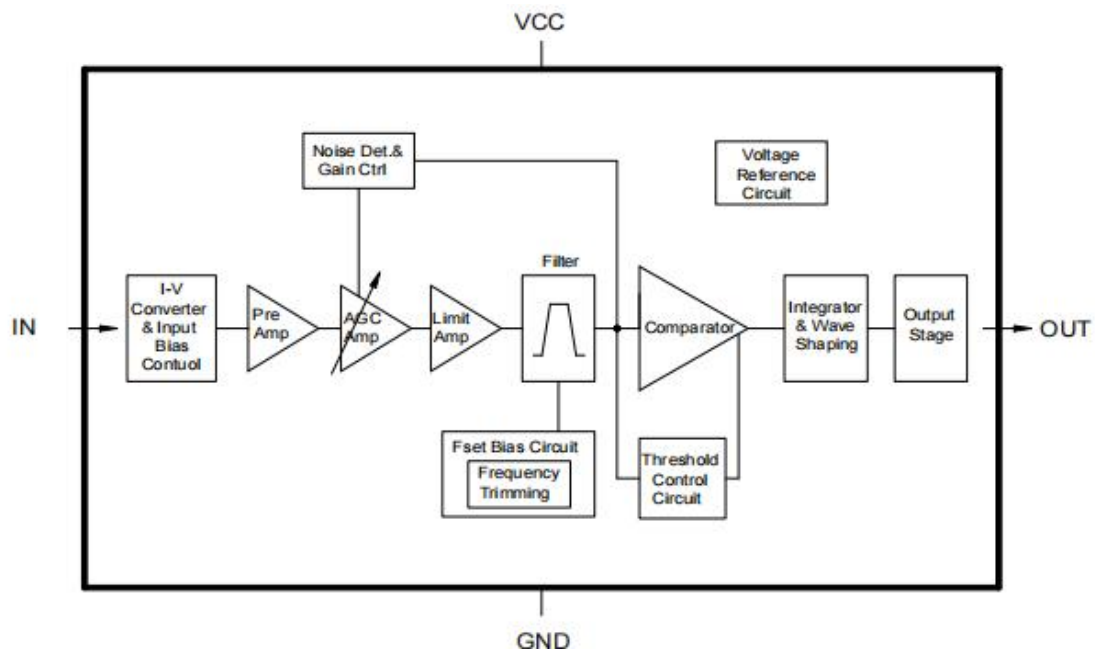 VCC
Noise Det.&
Gain Ctrl
Voltage
Reference
Circuit
Fillter
IN
I-V
Converter
& Input
Bias
Contuol
Pre
Amp
AGC
Amp
Limit
Amp
Comparator
Integrator
& Wave
Shaping
Output
Stage
OUT
Fset Bias Circuit
Frequency
Trimming
Threshold
Control
Circuit
GND